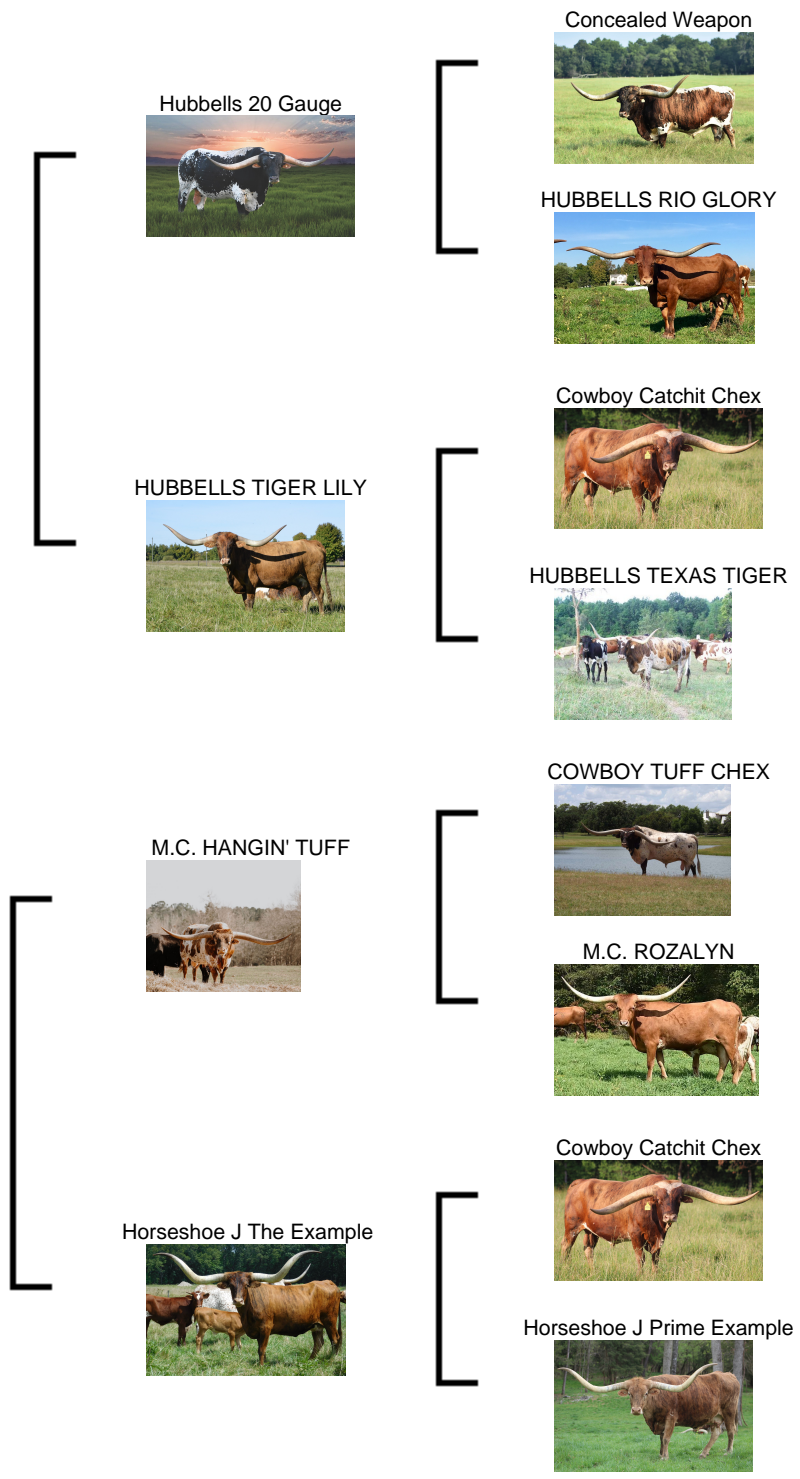 Concealed Weapon
Hubbells 20 Gauge
HUBBELLS RIO GLORY
Cowboy Catchit Chex
HUBBELLS TIGER LILY
HUBBELLS TEXAS TIGER
COWBOY TUFF CHEX
M.C. HANGIN' TUFF
M.C. ROZALYN
Cowboy Catchit Chex
Horseshoe J The Example
Horseshoe J Prime Example